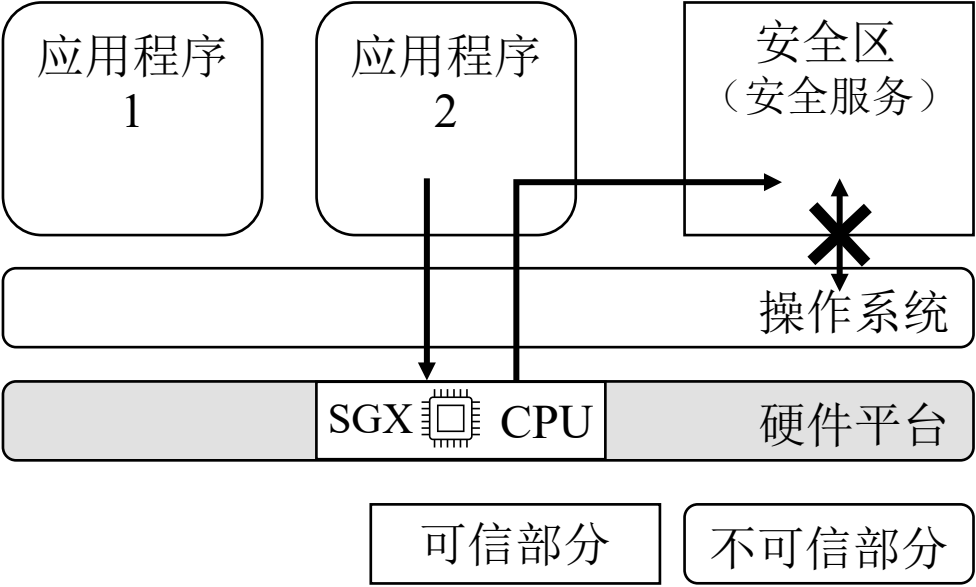 应用程序
1
应用程序
2
安全区
（安全服务）
操作系统
SGX CPU
硬件平台
可信部分
不可信部分